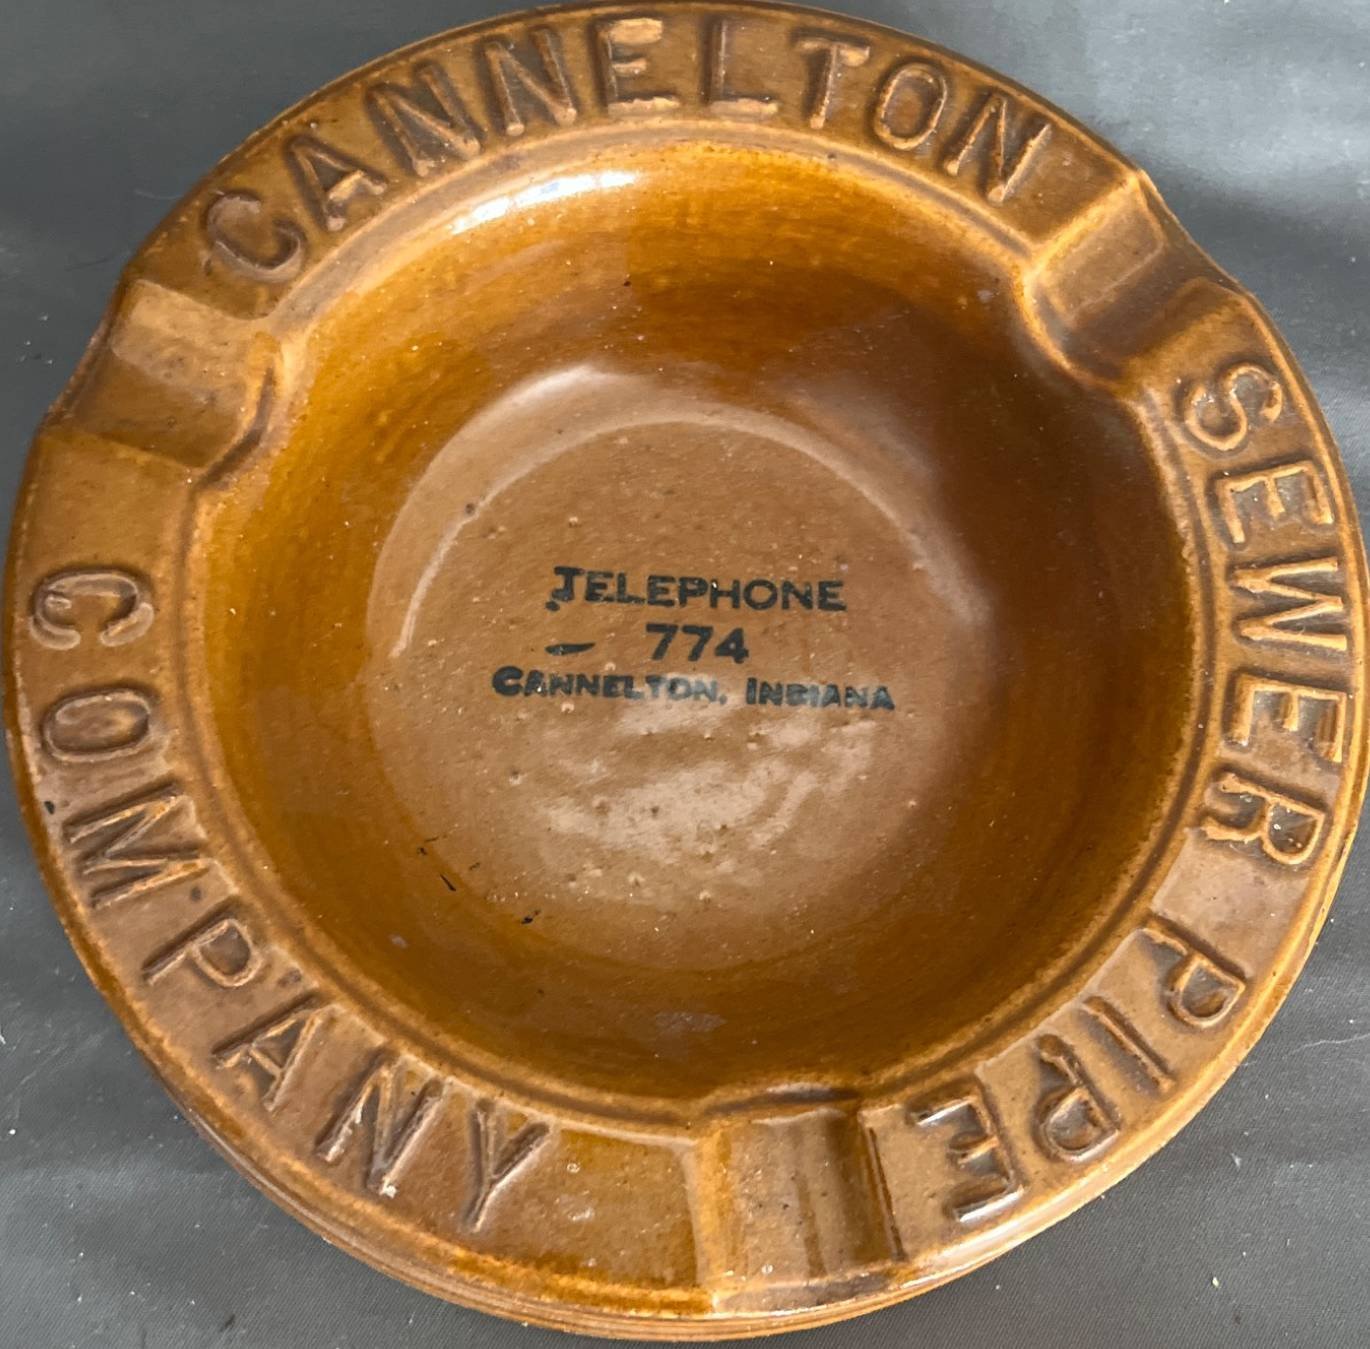 CANNELTON SEWER PIPE COMPANY
TELEPHONE
774
CANNELTON, INDIANA